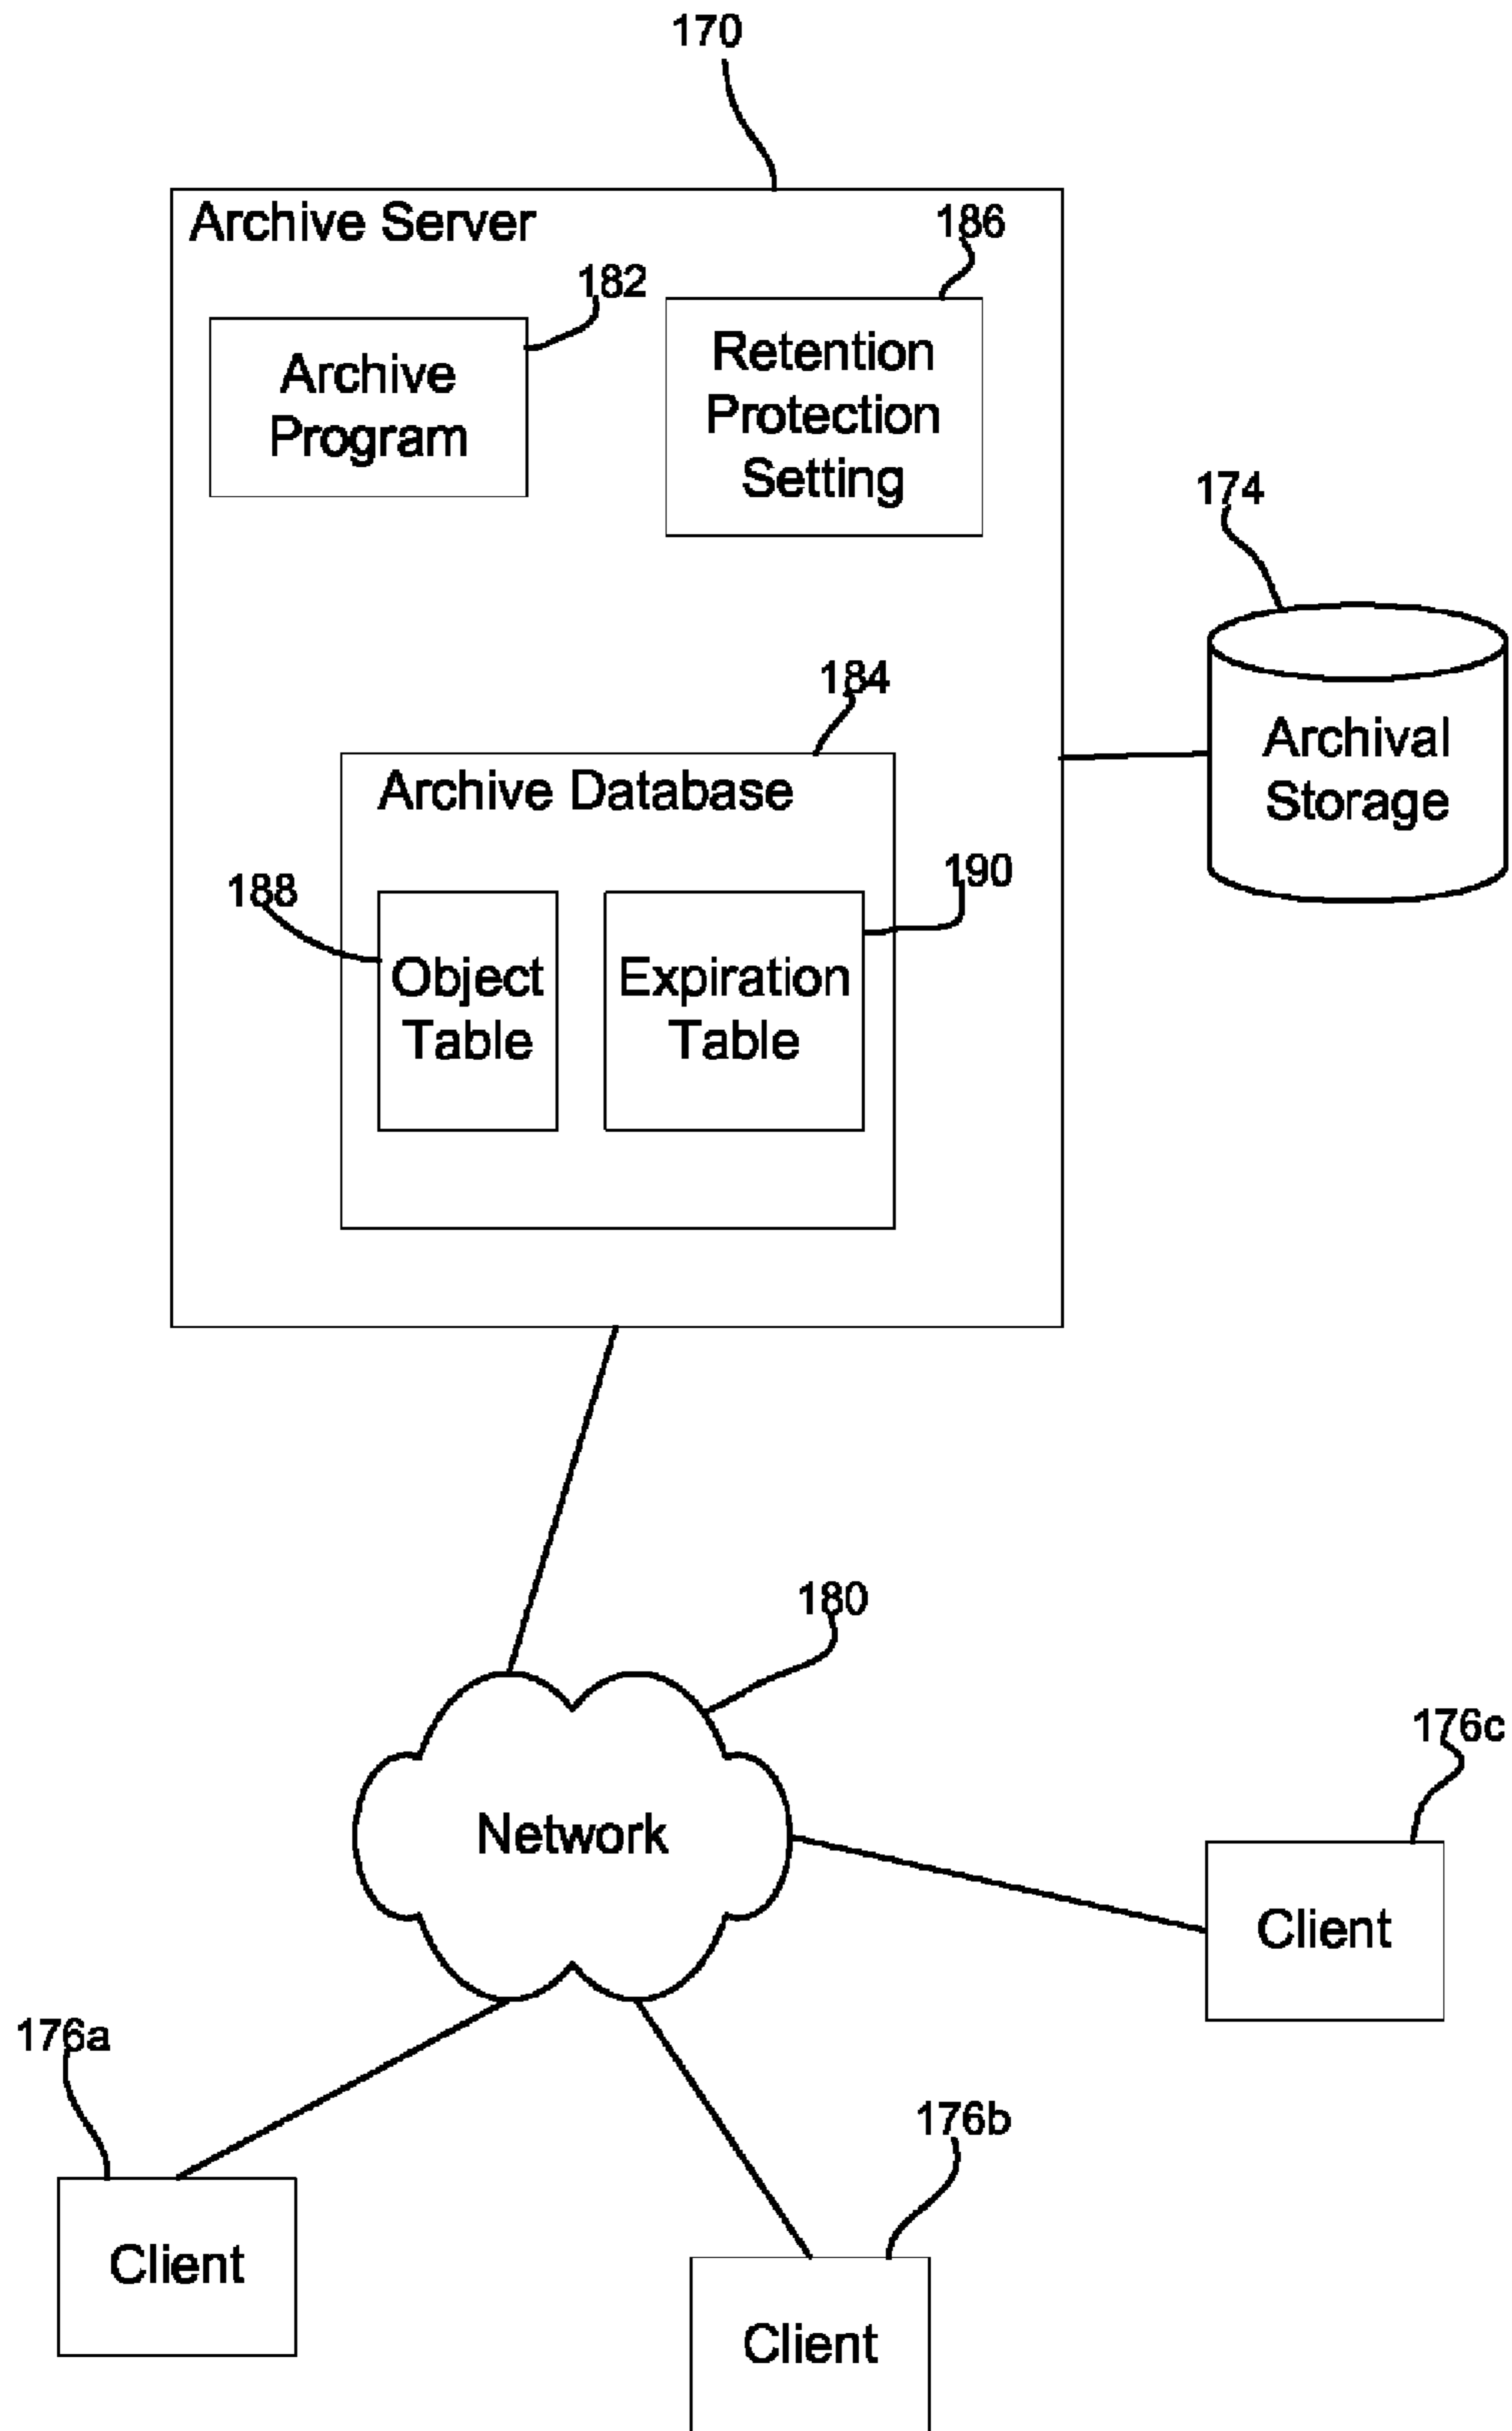 170
Archive Server
186
182
Archive
Program
Retention
Protection
Setting
174
Archival
Storage
184
Archive Database
188
190
Object
Table
Expiration
Table
180
Network
176c
Client
176a
Client
176b
Client